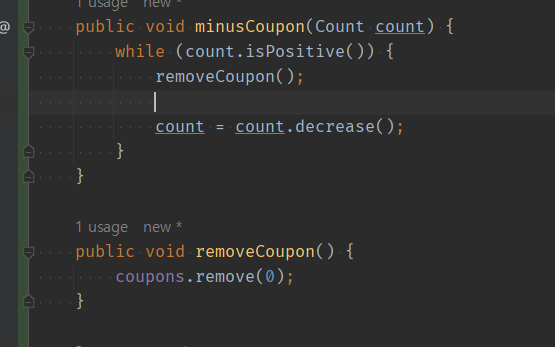 1 usage new *
public void minusCoupon(Count count) {
while (count.isPositive()) {
removeCoupon();
count = count.decrease();
}
}
1 usage new *
public void removeCoupon() {
coupons.remove(0);
}